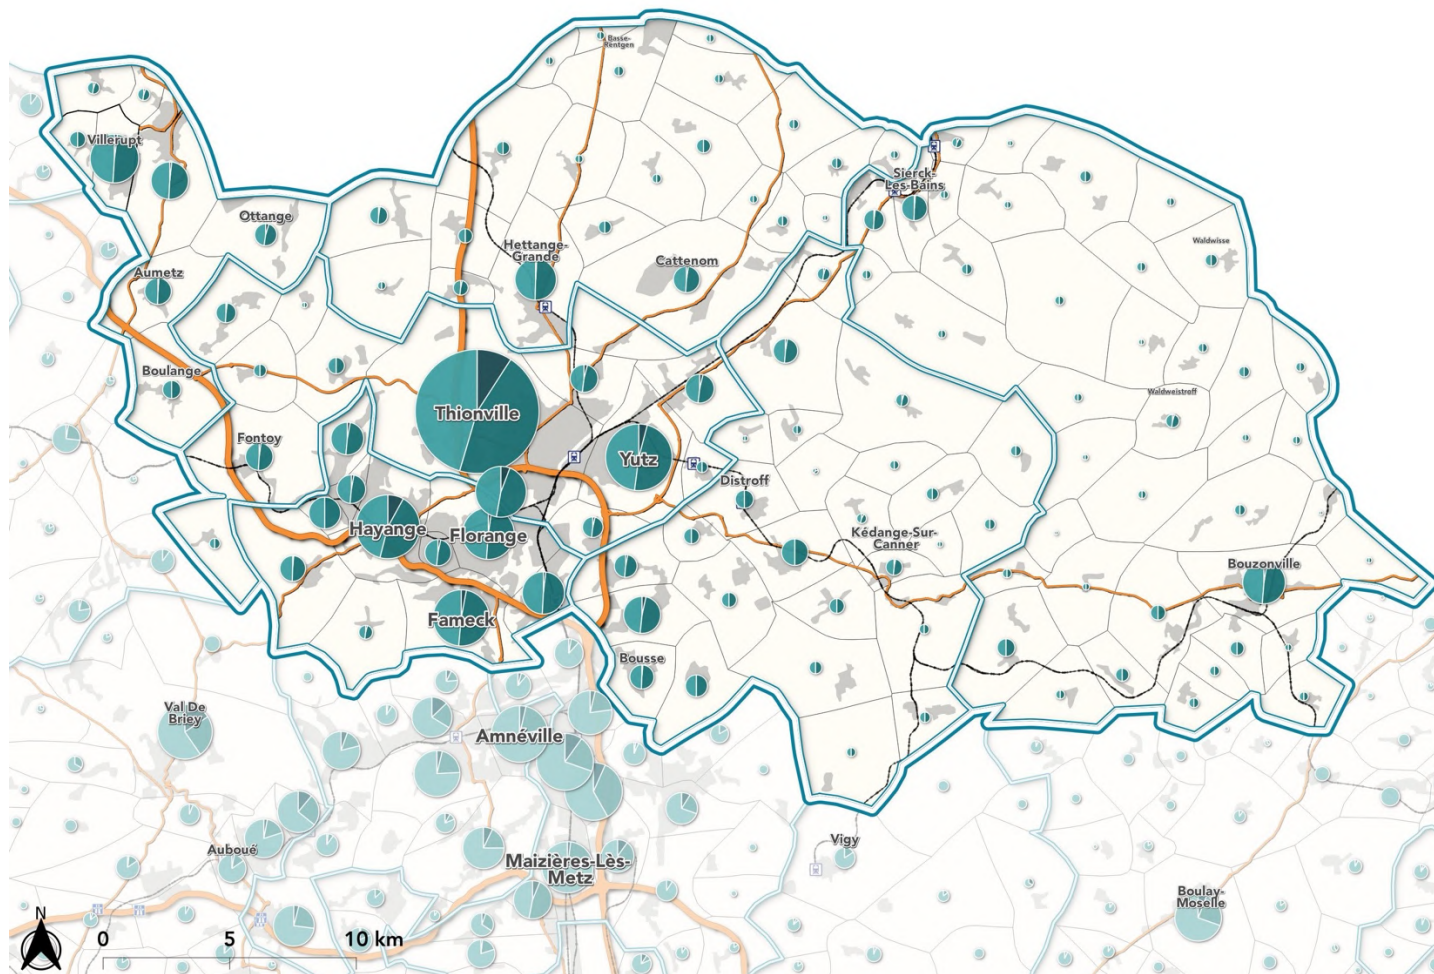 Basse-
Rentgen
Villerupt
Sierck-
Les-Bains
Ottange
Waldwisse
Hettange-
Grande
Cattenom
Aumetz
Boulange
Waldweistroff
Thionville
Fontoy
Yutz
Distroff
Hayange
Florange
Kédange-Sur-
Canner
Bouzonville
Fameck
Bousse
Val De
Briey
Amnéville
Auboué
Vigy
Maizières-Lès-
Metz
Boulay-
Moselle
N
0 5 10 km